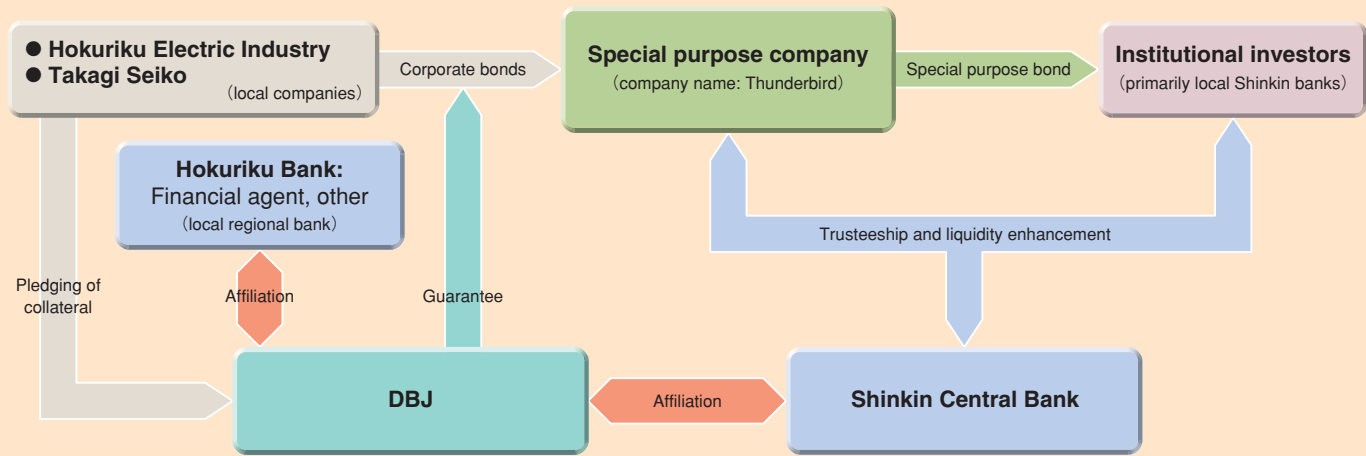 ● Hokuriku Electric Industry
● Takagi Seiko
（local companies）
Corporate bonds
Special purpose company
（company name: Thunderbird）
Special purpose bond
Institutional investors
（primarily local Shinkin banks）
Hokuriku Bank:
Financial agent, other
（local regional bank）
Trusteeship and liquidity enhancement
Pledging of
collateral
Affiliation
Guarantee
DBJ
Affiliation
Shinkin Central Bank